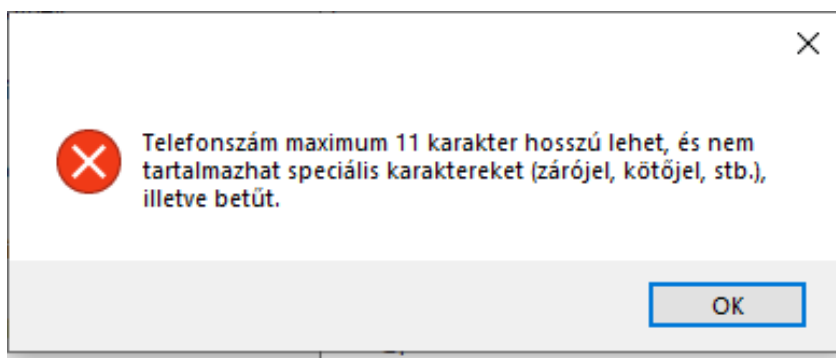 Telefonszám maximum 11 karakter hosszú lehet, és nem
tartalmazhat speciális karaktereket (zárójel, kötőjel, stb.),
illetve betűt.
OK